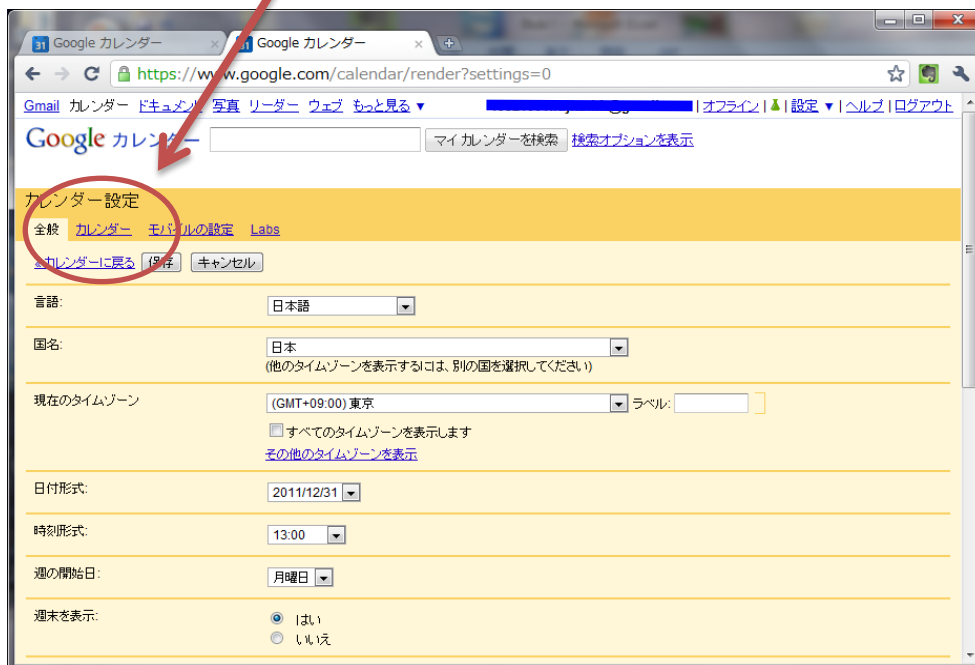 Google カレンダー
Google カレンダー
https://www.google.com/calendar/render?settings=0
Gmail カレンダー ドキュメント 写真 リーダー ウェブ もっと見る ▼ | オフライン | | 設定 ▼ | ヘルプ | ログアウト
Google カレンダー マイカレンダーを検索 検索オプションを表示
カレンダー設定
全般 カレンダー モバイルの設定 Labs
«カレンダーに戻る 保存 キャンセル
言語: 日本語
国名: 日本
(他のタイムゾーンを表示するには、別の国を選択してください)
現在のタイムゾーン (GMT+09:00) 東京 ラベル:
すべてのタイムゾーンを表示します
その他のタイムゾーンを表示
日付形式: 2011/12/31
時刻形式: 13:00
週の開始日: 月曜日
週末を表示: はい
いいえ